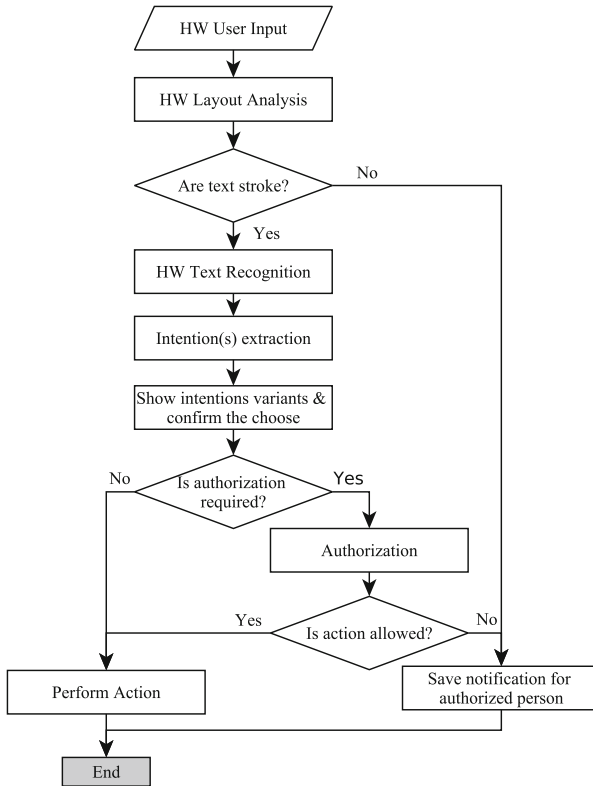 HW User Input
HW Layout Analysis
Are text stroke?
No
Yes
HW Text Recognition
Intention(s) extraction
Show intentions variants &
confirm the choose
No
Is authorization
required?
Yes
Authorization
Yes
Is action allowed?
No
Perform Action
Save notification for
authorized person
End